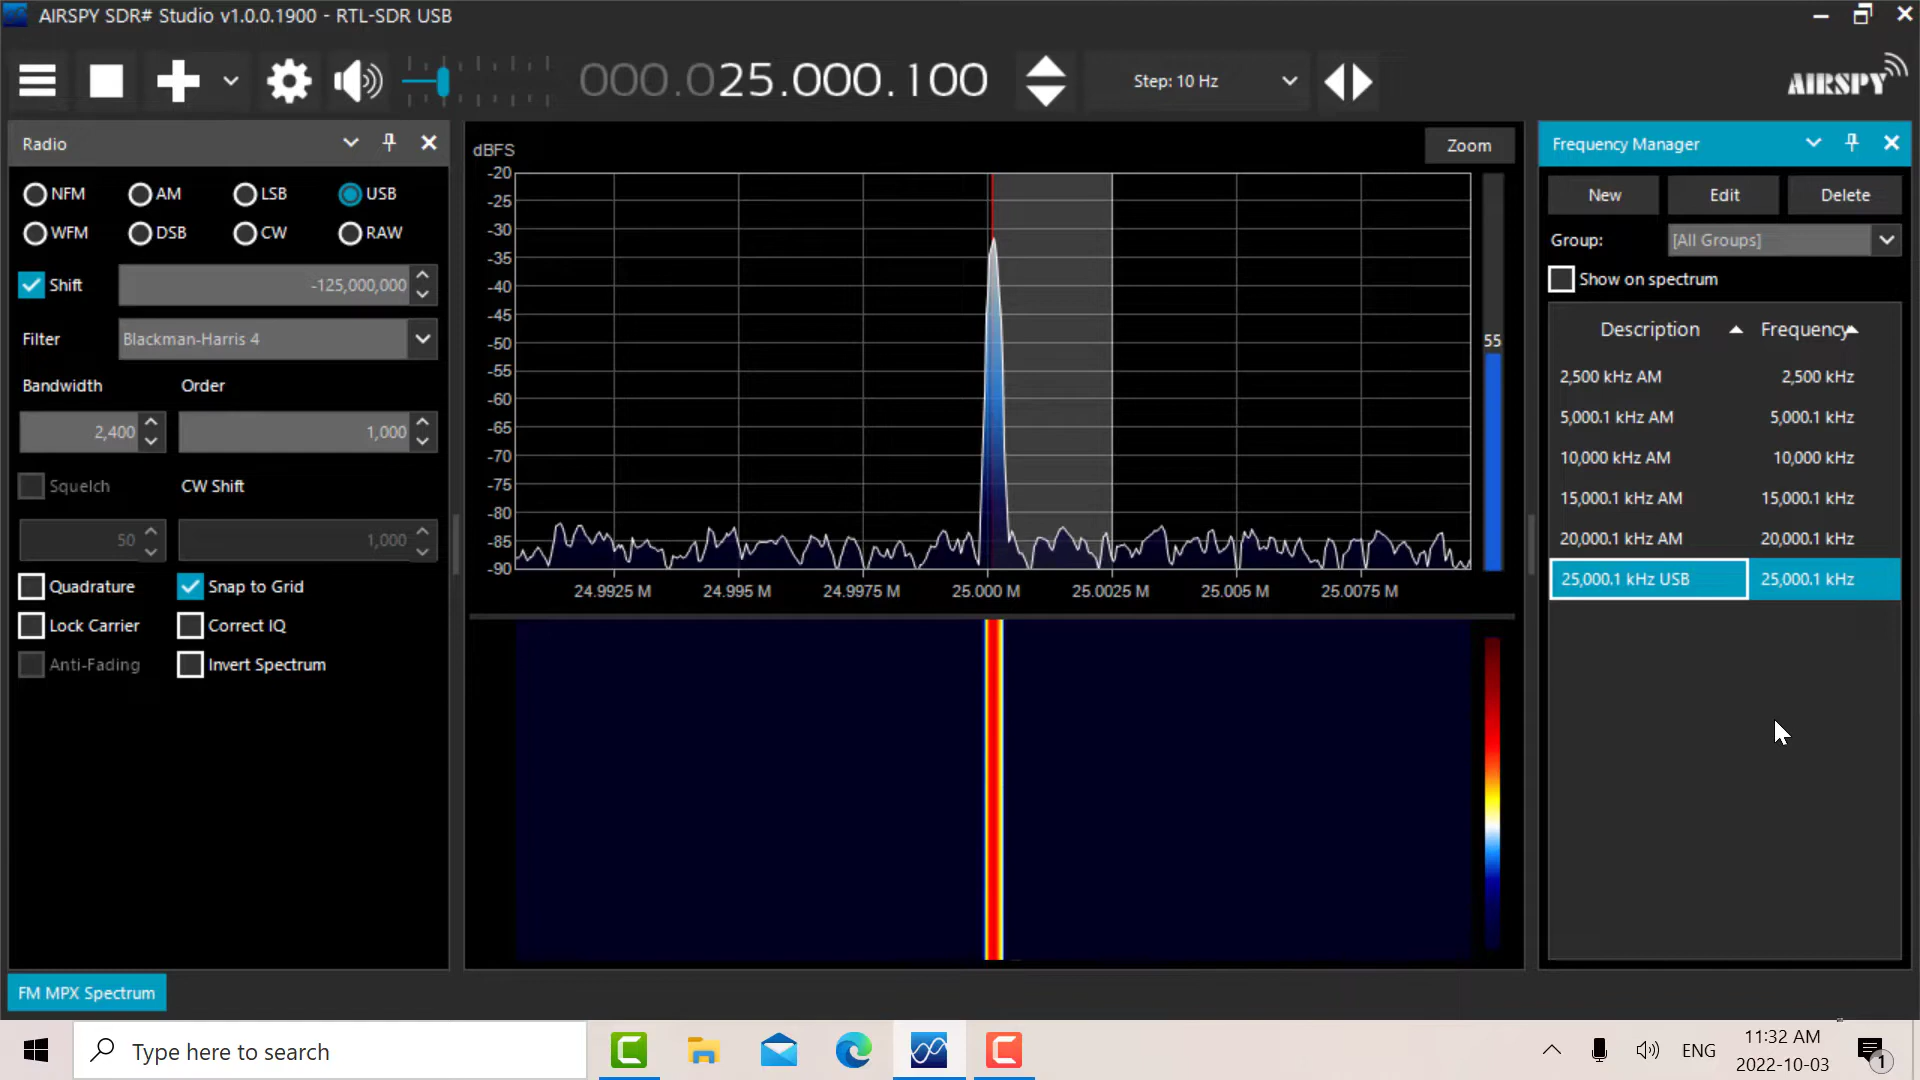 AIRSPY SDR# Studio v1.0.0.1900 - RTL-SDR USB
000.025.000.100
Step: 10 Hz
AIRSPY
Radio
NFM AM LSB USB
WFM DSB CW RAW
Shift -125,000,000
Filter Blackman-Harris 4
Bandwidth Order
2,400 1,000
Squelch CW Shift
50 1,000
Quadrature Snap to Grid
Lock Carrier Correct IQ
Anti-Fading Invert Spectrum
FM MPX Spectrum
dBFS
Zoom
-20
-25
-30
-35
-40
-45
-50
-55
-60
-65
-70
-75
-80
-85
-90
55
24.9925 M 24.995 M 24.9975 M 25.000 M 25.0025 M 25.005 M 25.0075 M
Frequency Manager
New Edit Delete
Group: [All Groups]
Show on spectrum
Description Frequency
2,500 kHz AM 2,500 kHz
5,000.1 kHz AM 5,000.1 kHz
10,000 kHz AM 10,000 kHz
15,000.1 kHz AM 15,000.1 kHz
20,000.1 kHz AM 20,000.1 kHz
25,000.1 kHz USB 25,000.1 kHz
Type here to search
ENG
11:32 AM
2022-10-03
1